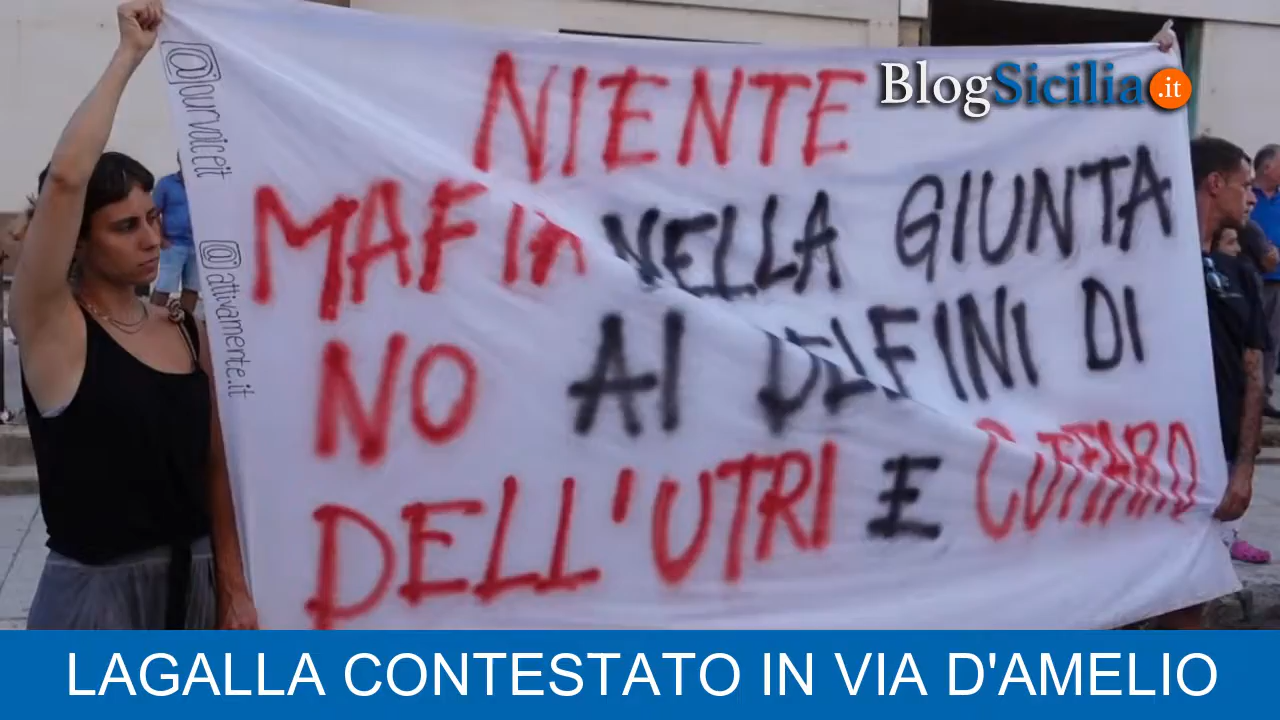 @ourvoiceit
@attivamente.it
BlogSicilia.it
NIENTE
MAFIA NELLA GIUNTA
NO AI DELFINI DI
DELL'UTRI E CUFFARO
LAGALLA CONTESTATO IN VIA D'AMELIO